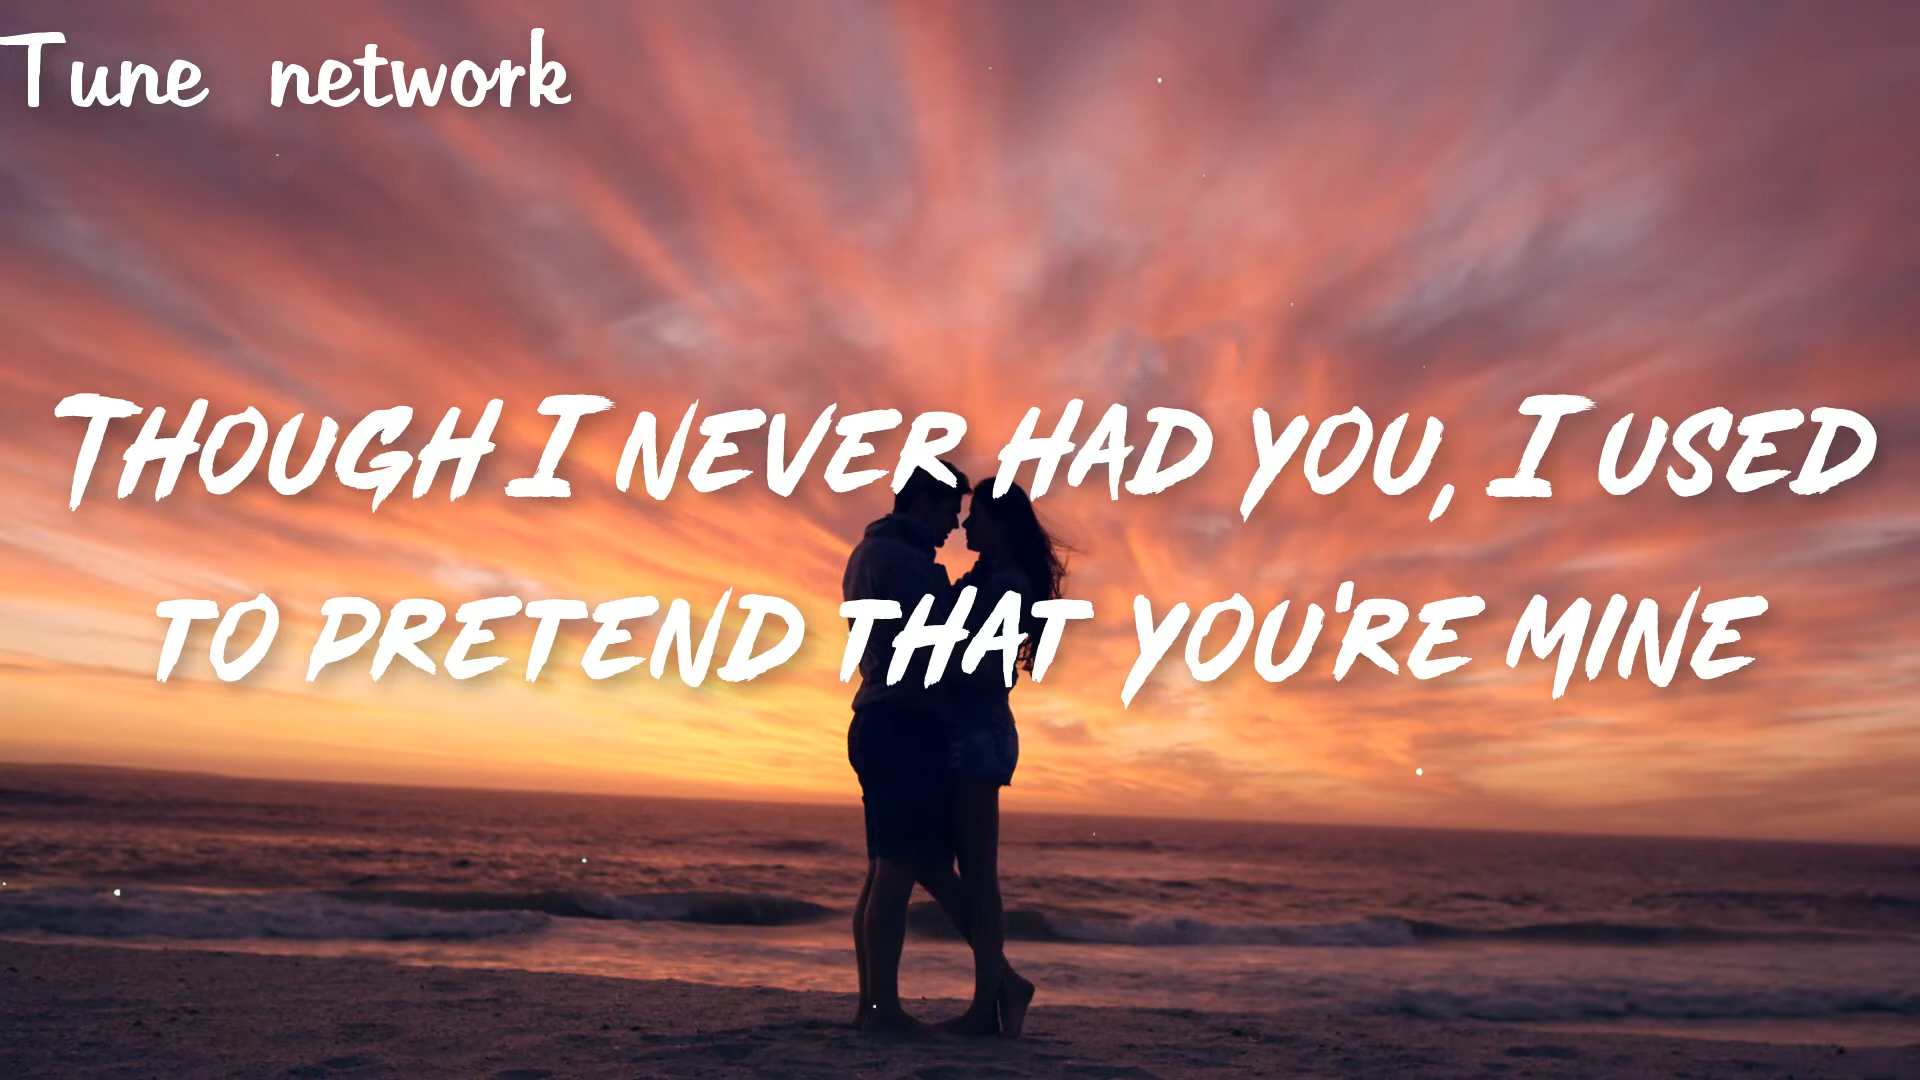 Tune network
THOUGH I NEVER HAD YOU, I USED
TO PRETEND THAT YOU'RE MINE